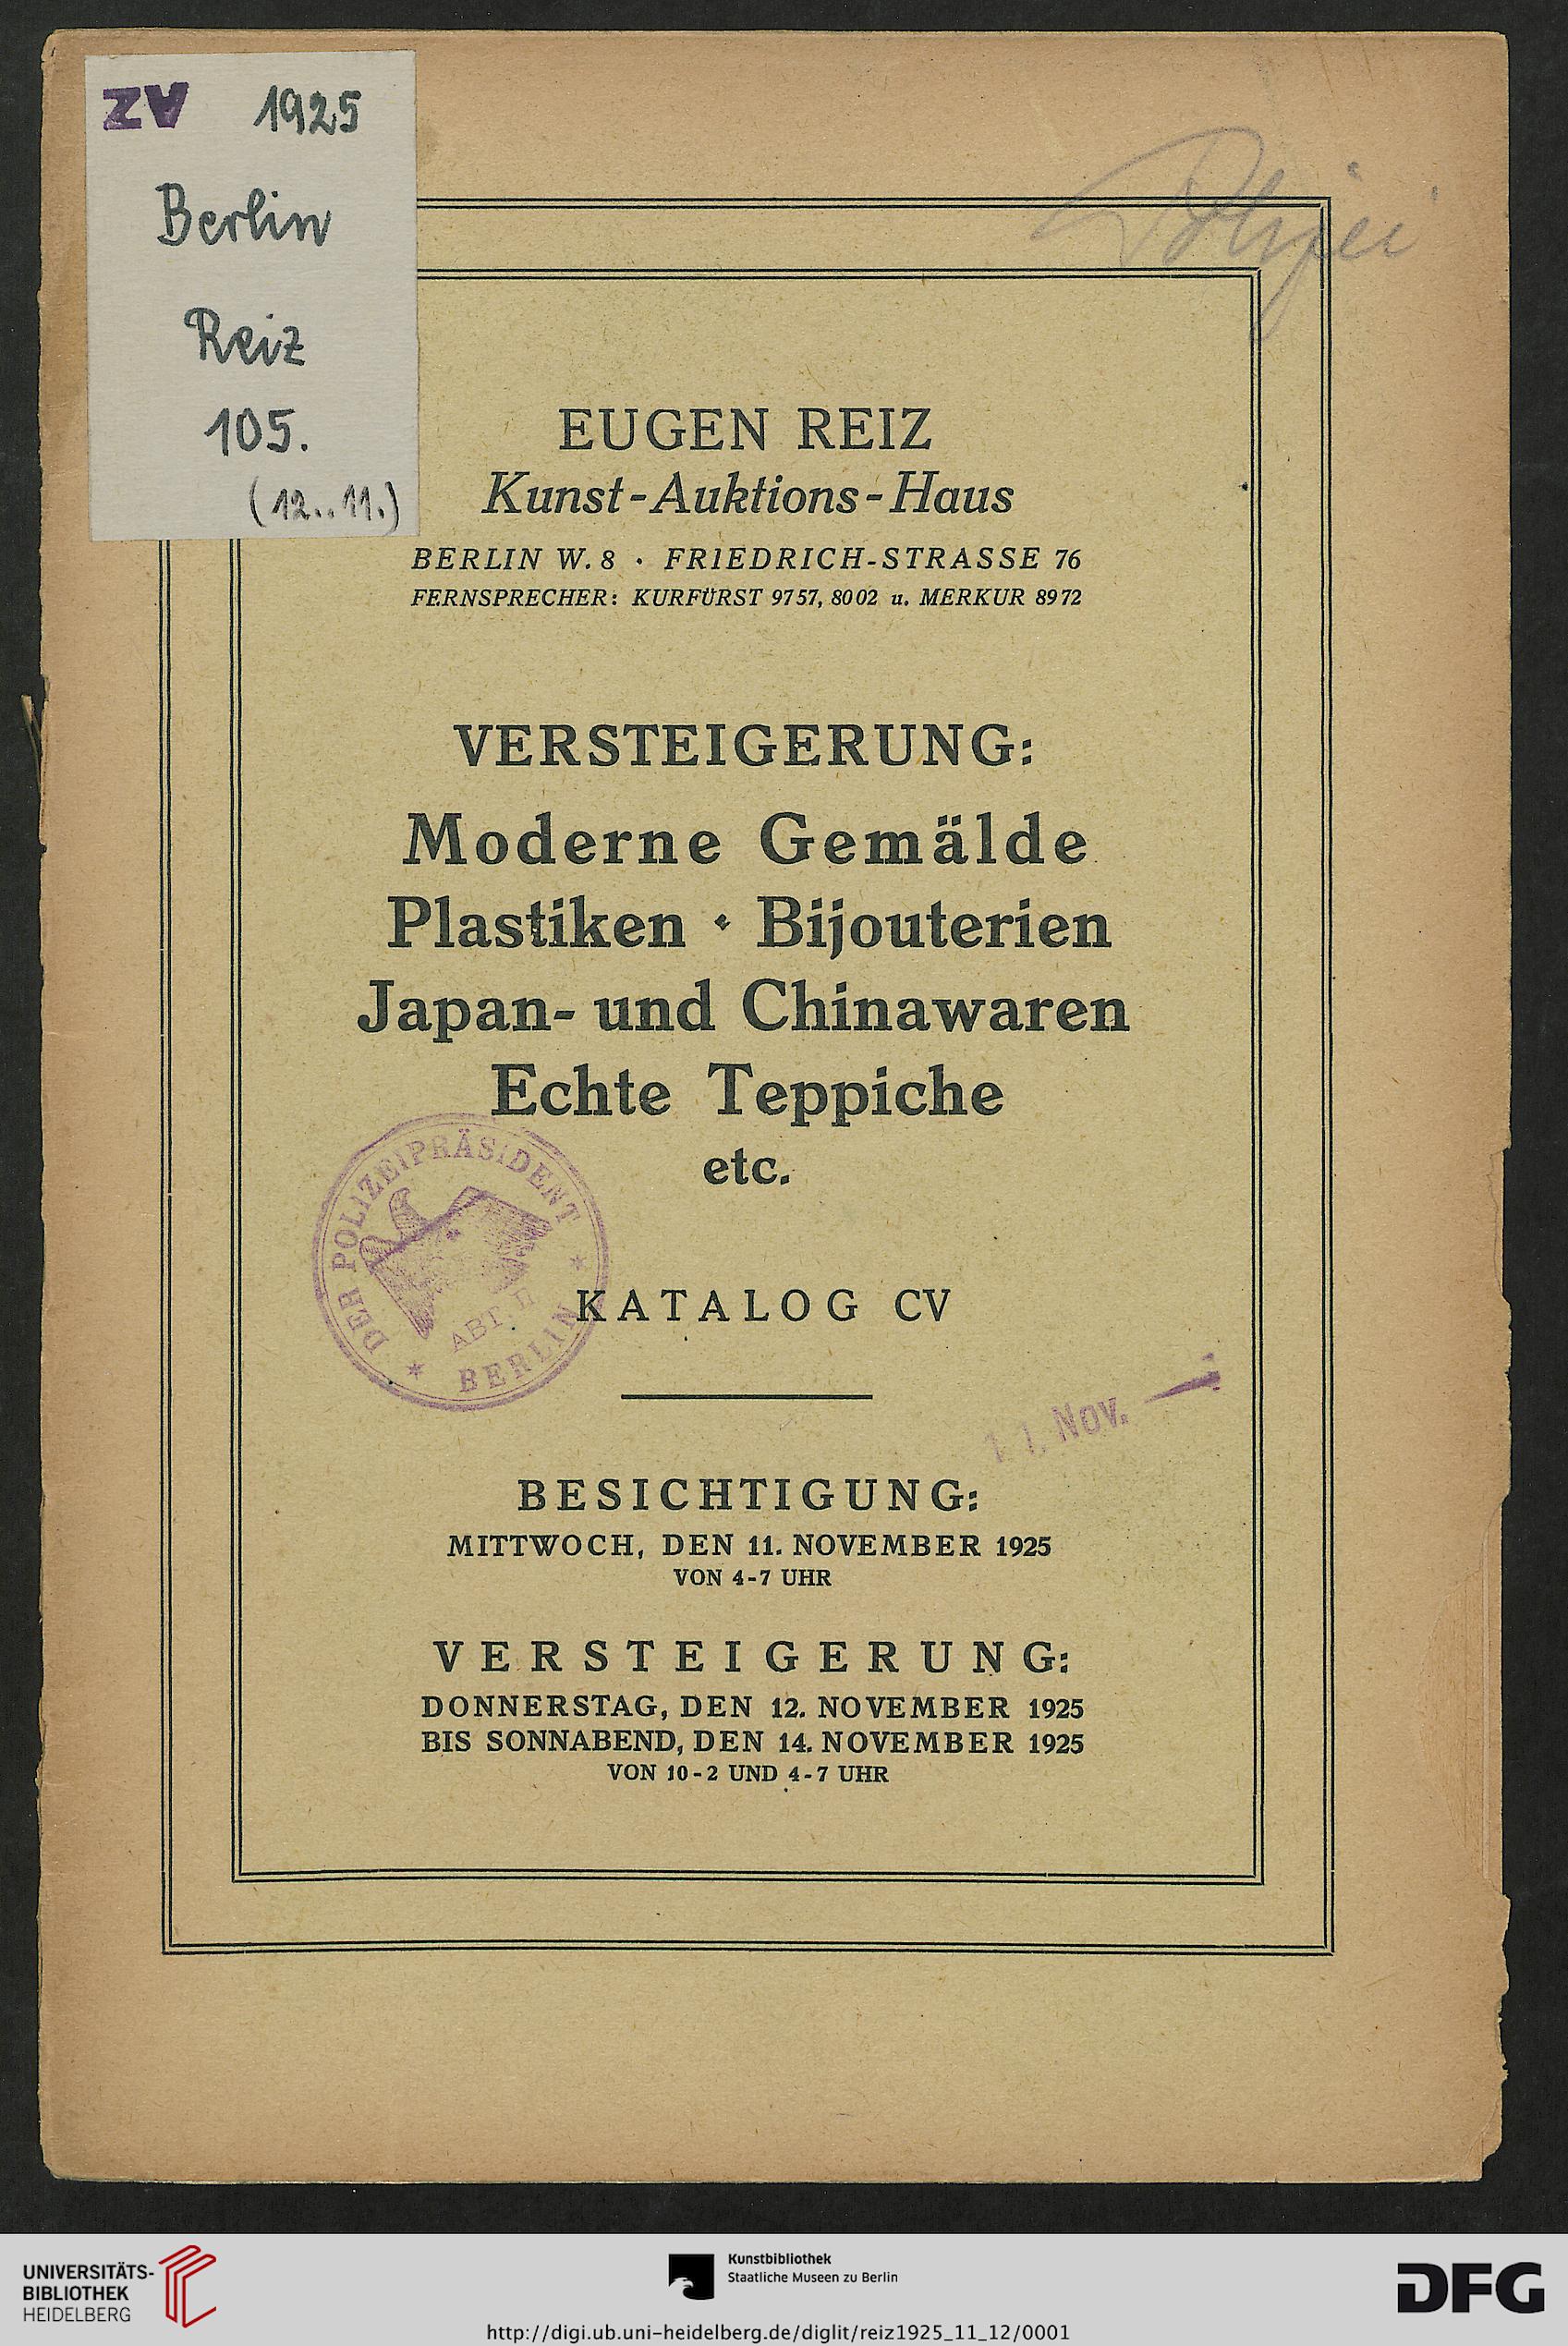 ZV 1925
Berlin
Reiz
105.
(12..11.)
Polizei
EUGEN REIZ
Kunst-Auktions-Haus
BERLIN W. 8 · FRIEDRICH-STRASSE 76
FERNSPRECHER: KURFÜRST 9757, 8002 u. MERKUR 8972
VERSTEIGERUNG:
Moderne Gemälde
Plastiken · Bijouterien
Japan- und Chinawaren
Echte Teppiche
etc.
DER POLIZEIPRÄSIDENT
ABT.
* BERLIN *
KATALOG CV
11. Nov.
BESICHTIGUNG:
MITTWOCH, DEN 11. NOVEMBER 1925
VON 4-7 UHR
VERSTEIGERUNG:
DONNERSTAG, DEN 12. NOVEMBER 1925
BIS SONNABEND, DEN 14. NOVEMBER 1925
VON 10-2 UND 4-7 UHR
UNIVERSITÄTS-
BIBLIOTHEK
HEIDELBERG
Kunstbibliothek
Staatliche Museen zu Berlin
DFG
http://digi.ub.uni-heidelberg.de/diglit/reiz1925_11_12/0001